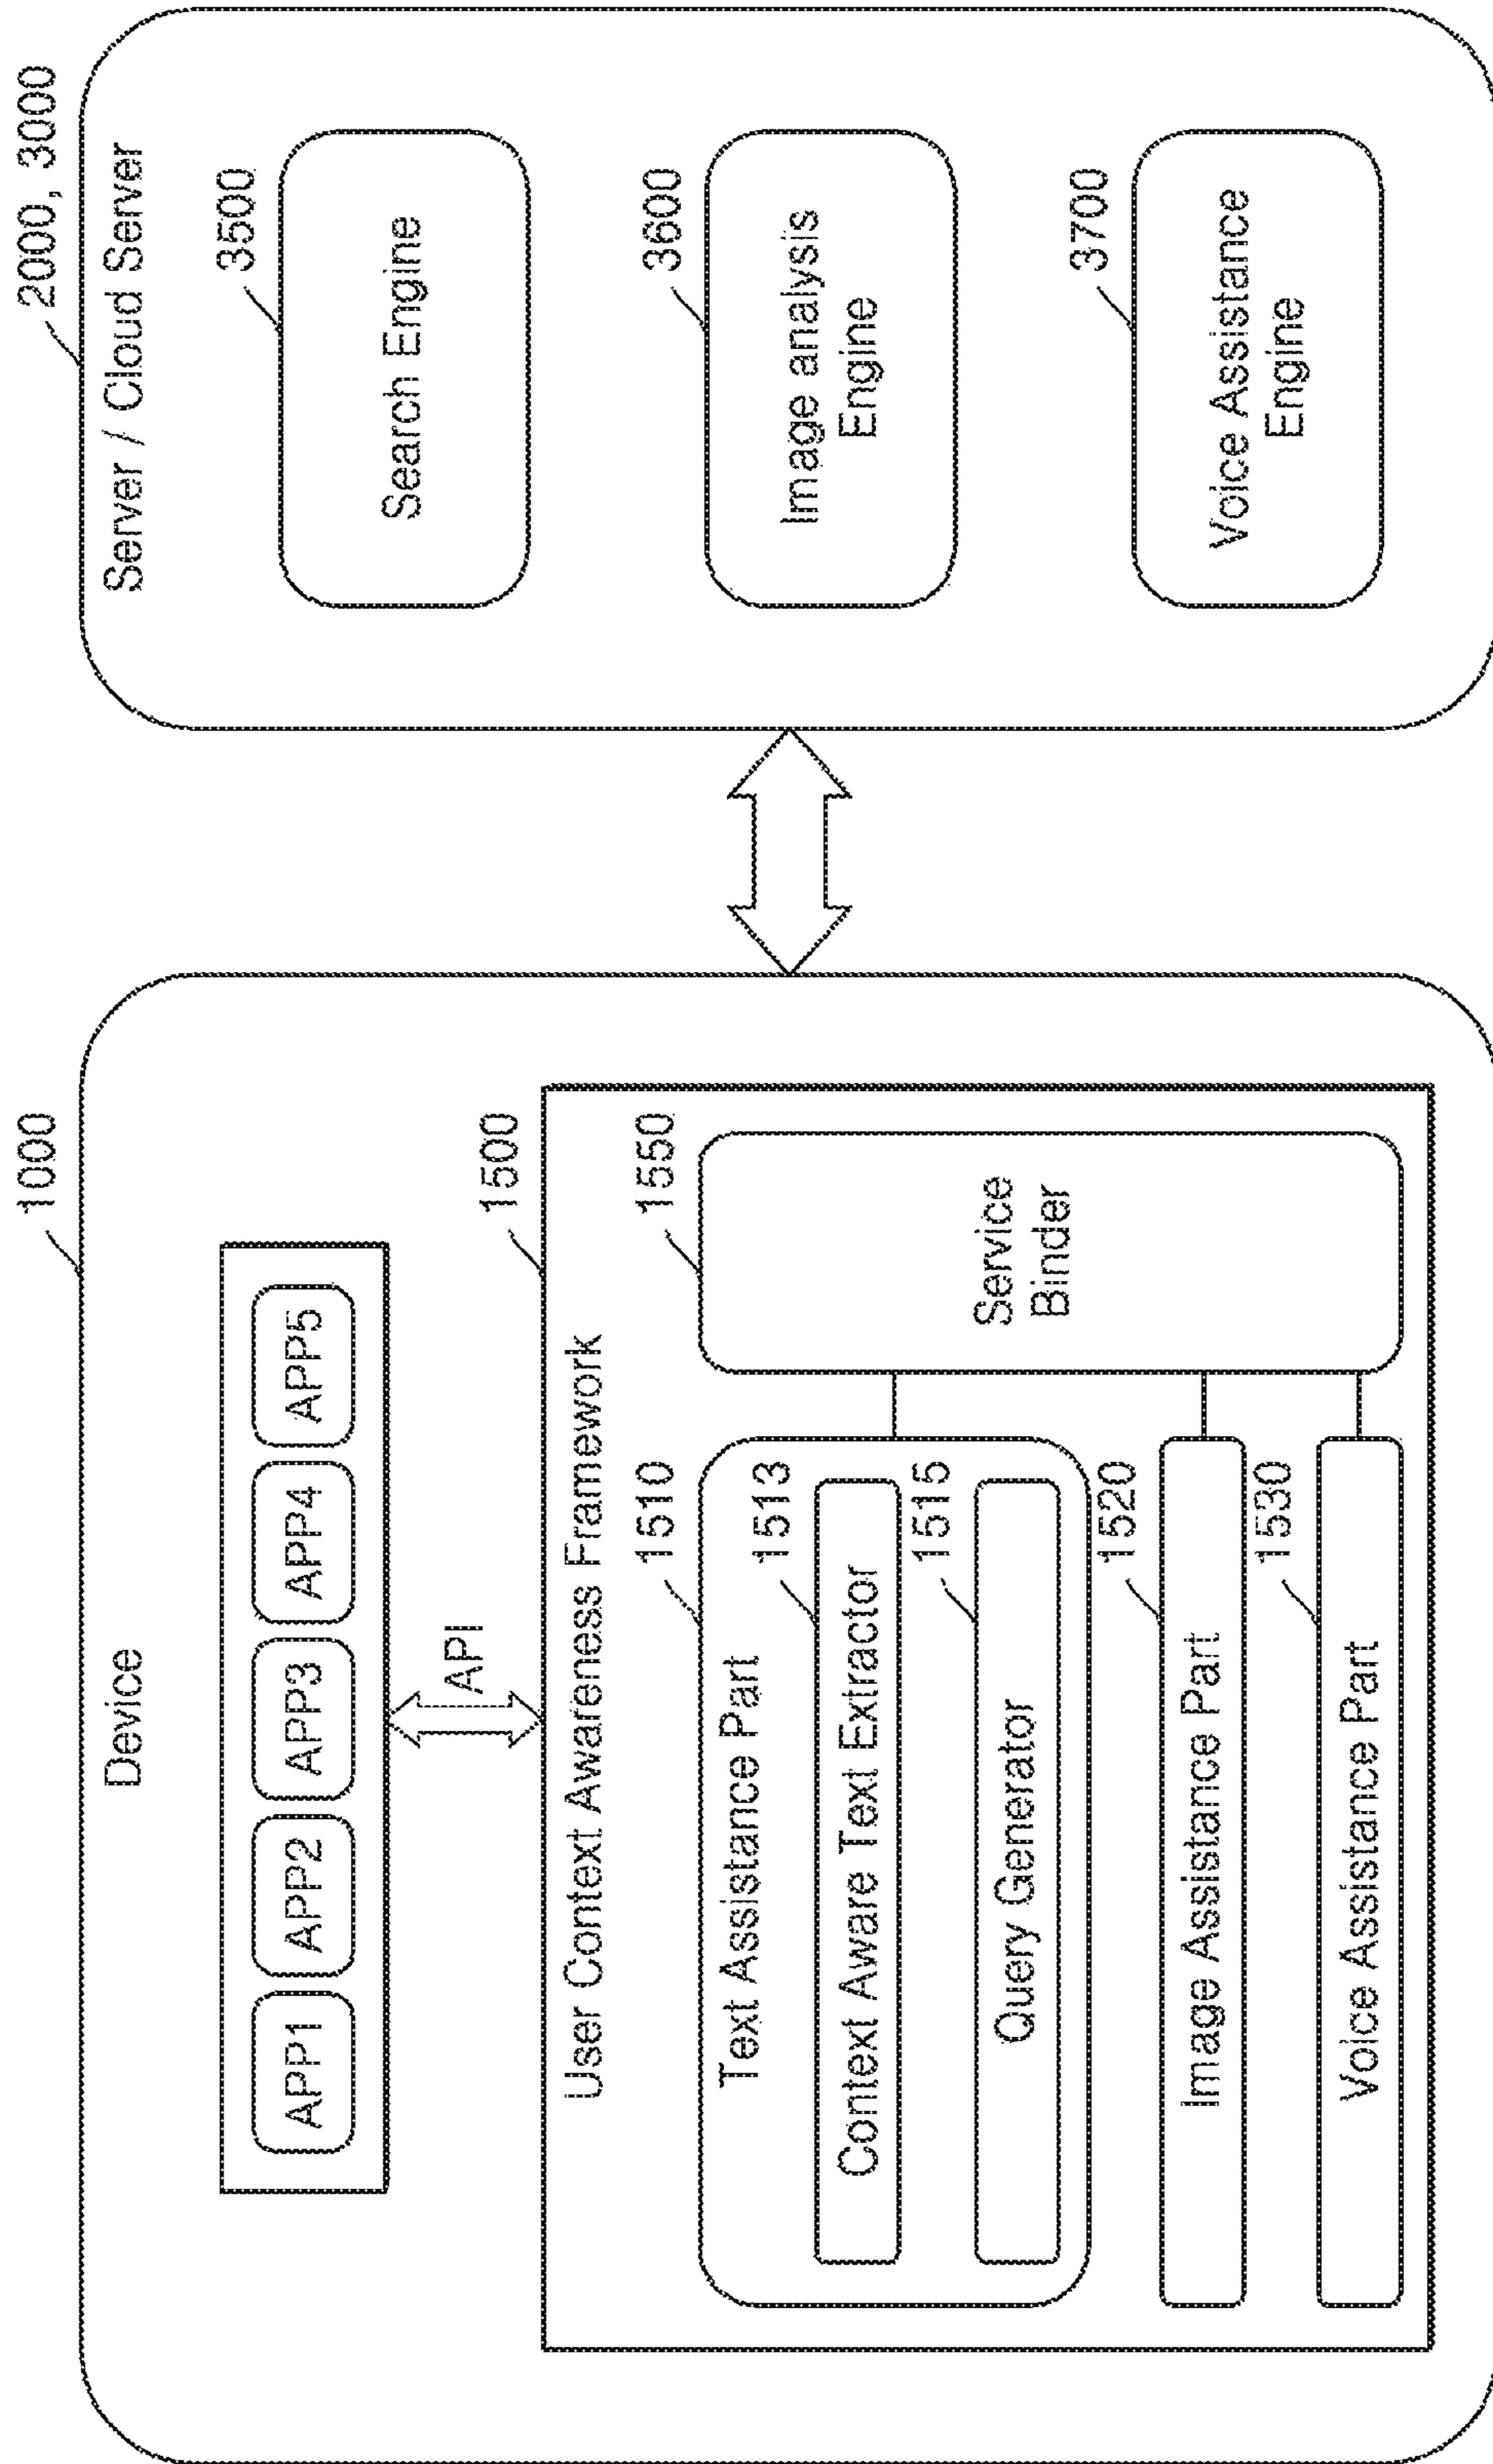 Device
1000
APP1
APP2
APP3
APP4
APP5
API
1500
User Context Awareness Framework
1510
Text Assistance Part
1513
Context Aware Text Extractor
1515
Query Generator
1520
Image Assistance Part
1530
Voice Assistance Part
1550
Service
Binder
2000, 3000
Server / Cloud Server
3500
Search Engine
3600
Image analysis
Engine
3700
Voice Assistance
Engine